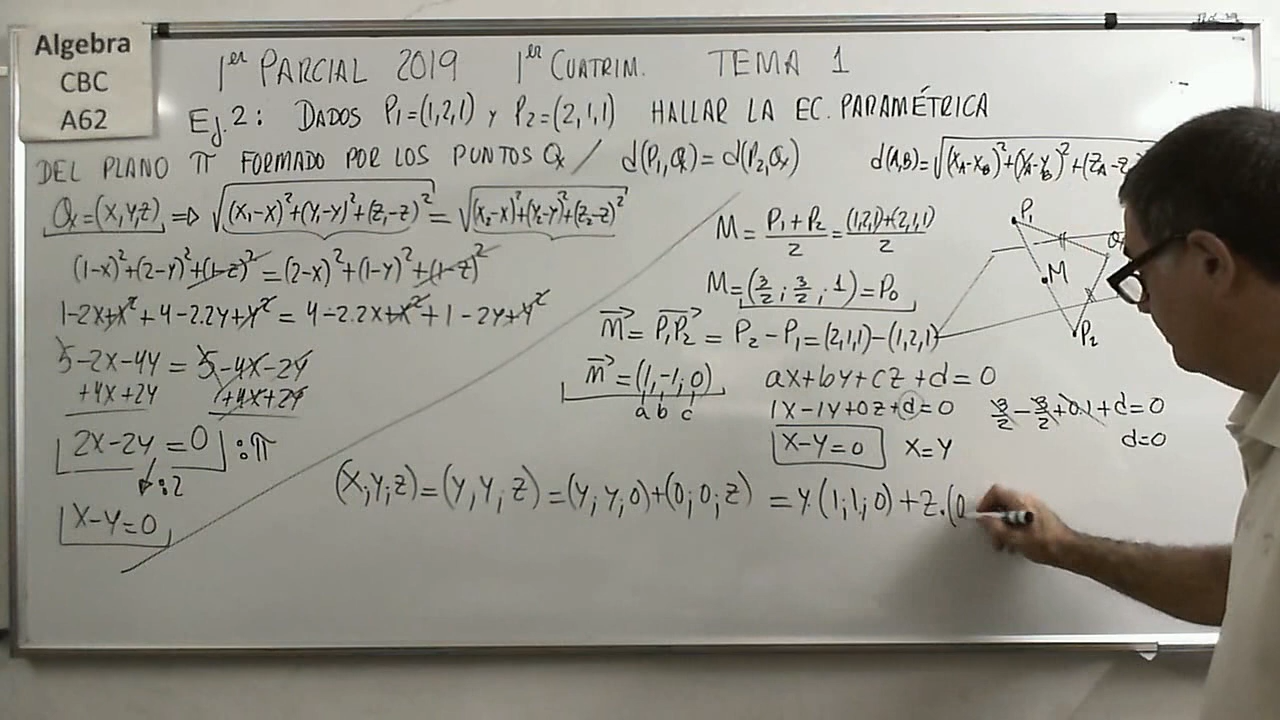 Algebra
CBC
A62
1er PARCIAL 2019 1er CUATRIM. TEMA 1
Ej.2: DADOS P₁=(1,2,1) Y P₂=(2,1,1) HALLAR LA EC. PARAMÉTRICA
DEL PLANO π FORMADO POR LOS PUNTOS Qx / d(P₁,Qx)=d(P₂,Qx)
d(A,B)=√((XA-XB)²+(YA-YB)²+(ZA-Z
Qx=(X,Y,Z) ⇒ √((X₁-X)²+(Y₁-Y)²+(Z₁-Z)²)=√((X₂-X)²+(Y₂-Y)²+(Z₂-Z)²)
(1-X)²+(2-Y)²+(1-Z)²=(2-X)²+(1-Y)²+(1-Z)²
1-2X+X²+4-2.2Y+Y²=4-2.2X+X²+1-2Y+Y²
5-2X-4Y=5-4X-2Y
+4X+2Y +4X+2Y
2X-2Y=0 :π
:2
X-Y=0
M=(P₁+P₂)/2=((1,2,1)+(2,1,1))/2
M=(3/2;3/2;1)=P₀
m⃗=P₁P₂⃗=P₂-P₁=(2,1,1)-(1,2,1)
m⃗=(1,-1,0)
a b c
P₁
M
P₂
aX+bY+cZ+d=0
1X-1Y+0Z+d=0 3/2-3/2+0.1+d=0
X-Y=0 X=Y d=0
(X;Y;Z)=(Y,Y,Z)=(Y;Y;0)+(0;0;Z) =Y.(1;1;0)+Z.(0